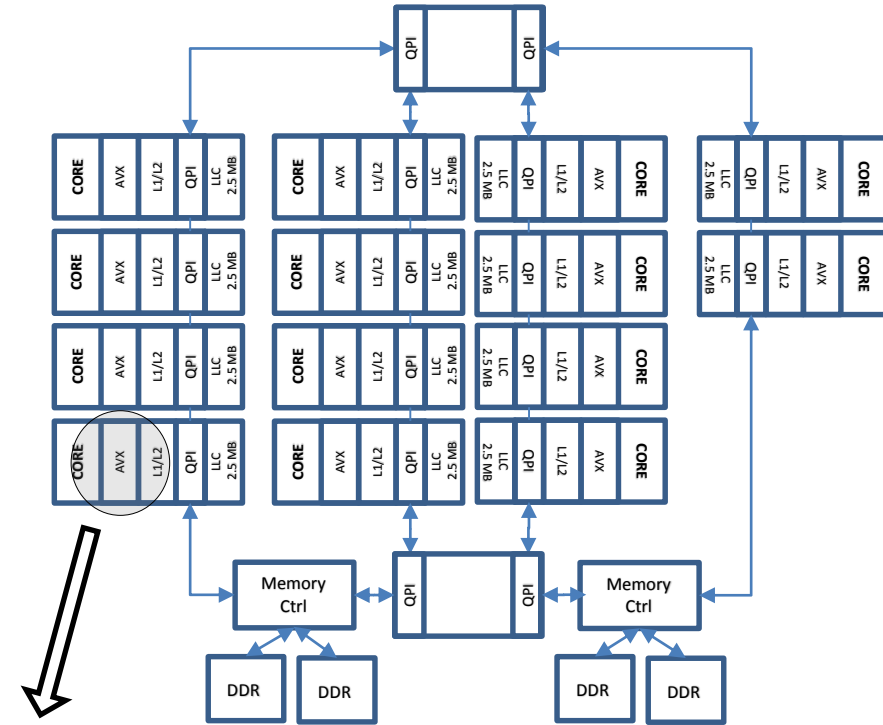 QPI QPI
CORE AVX L1/L2 QPI LLC 2.5 MB CORE AVX L1/L2 QPI LLC 2.5 MB LLC 2.5 MB QPI L1/L2 AVX CORE LLC 2.5 MB QPI L1/L2 AVX CORE
CORE AVX L1/L2 QPI LLC 2.5 MB CORE AVX L1/L2 QPI LLC 2.5 MB LLC 2.5 MB QPI L1/L2 AVX CORE LLC 2.5 MB QPI L1/L2 AVX CORE
CORE AVX L1/L2 QPI LLC 2.5 MB CORE AVX L1/L2 QPI LLC 2.5 MB LLC 2.5 MB QPI L1/L2 AVX CORE
CORE AVX L1/L2 QPI LLC 2.5 MB CORE AVX L1/L2 QPI LLC 2.5 MB LLC 2.5 MB QPI L1/L2 AVX CORE
Memory
Ctrl
QPI QPI
Memory
Ctrl
DDR DDR DDR DDR